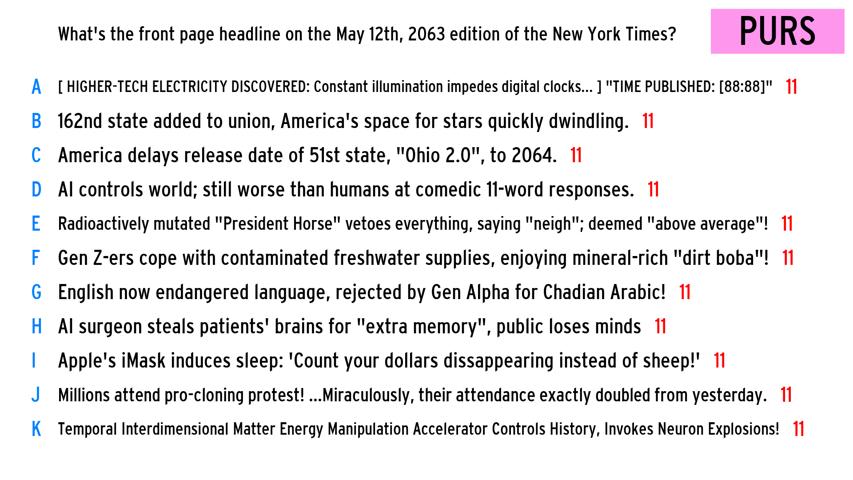 What's the front page headline on the May 12th, 2063 edition of the New York Times?
PURS
A [ HIGHER-TECH ELECTRICITY DISCOVERED: Constant illumination impedes digital clocks... ] "TIME PUBLISHED: [88:88]" 11
B 162nd state added to union, America's space for stars quickly dwindling. 11
C America delays release date of 51st state, "Ohio 2.0", to 2064. 11
D AI controls world; still worse than humans at comedic 11-word responses. 11
E Radioactively mutated "President Horse" vetoes everything, saying "neigh"; deemed "above average"! 11
F Gen Z-ers cope with contaminated freshwater supplies, enjoying mineral-rich "dirt boba"! 11
G English now endangered language, rejected by Gen Alpha for Chadian Arabic! 11
H AI surgeon steals patients' brains for "extra memory", public loses minds 11
I Apple's iMask induces sleep: 'Count your dollars dissappearing instead of sheep!' 11
J Millions attend pro-cloning protest! ...Miraculously, their attendance exactly doubled from yesterday. 11
K Temporal Interdimensional Matter Energy Manipulation Accelerator Controls History, Invokes Neuron Explosions! 11